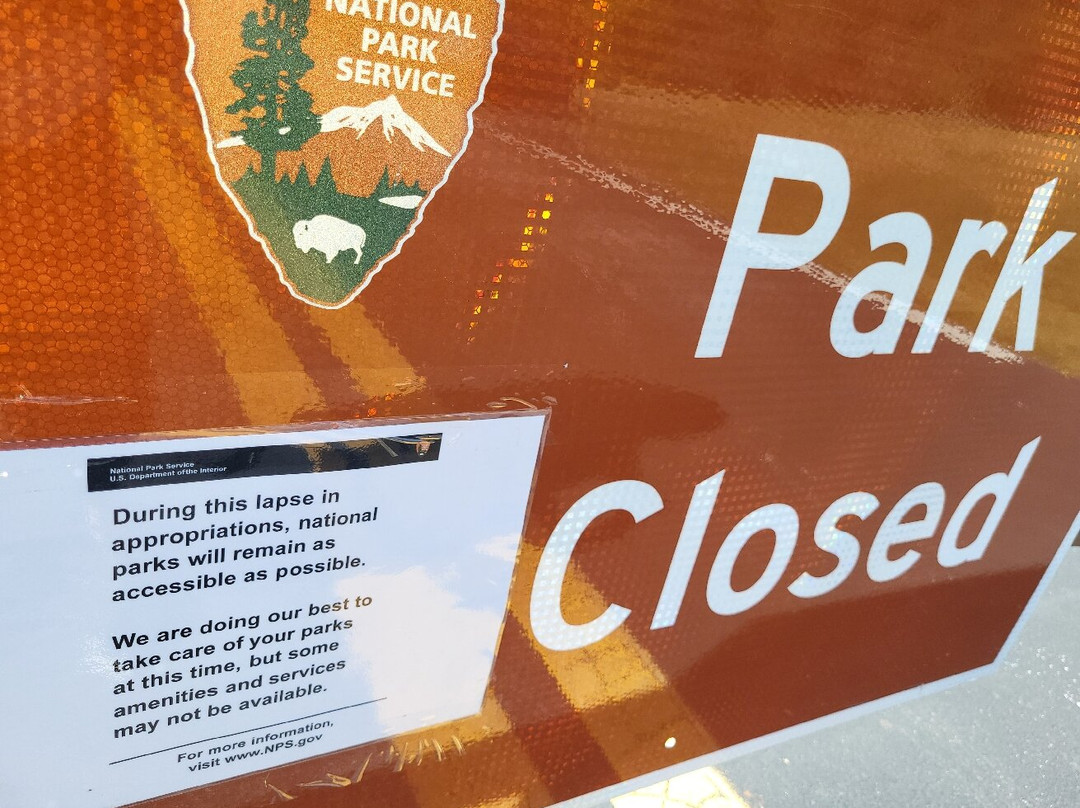 NATIONAL
PARK
SERVICE
Park
Closed
National Park Service
U.S. Department of the Interior
During this lapse in
appropriations, national
parks will remain as
accessible as possible.
We are doing our best to
take care of your parks
at this time, but some
amenities and services
may not be available.
For more information,
visit www.NPS.gov